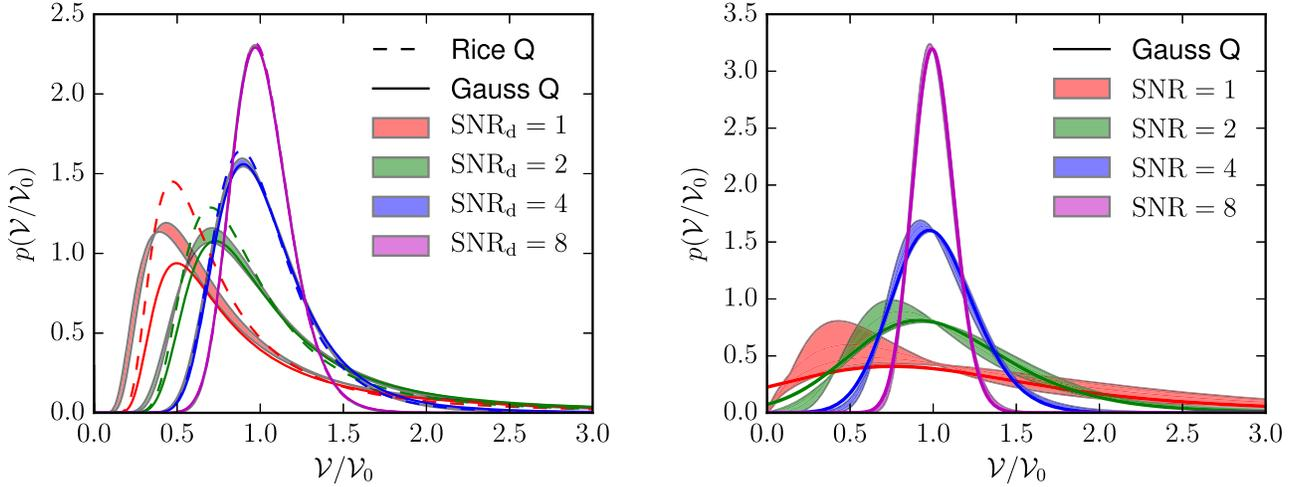 2.5
2.0
1.5
1.0
0.5
0.0
p(𝒱/𝒱₀)
0.0 0.5 1.0 1.5 2.0 2.5 3.0
𝒱/𝒱₀
Rice Q
Gauss Q
SNR_d = 1
SNR_d = 2
SNR_d = 4
SNR_d = 8
3.5
3.0
2.5
2.0
1.5
1.0
0.5
0.0
p(𝒱/𝒱₀)
0.0 0.5 1.0 1.5 2.0 2.5 3.0
𝒱/𝒱₀
Gauss Q
SNR = 1
SNR = 2
SNR = 4
SNR = 8